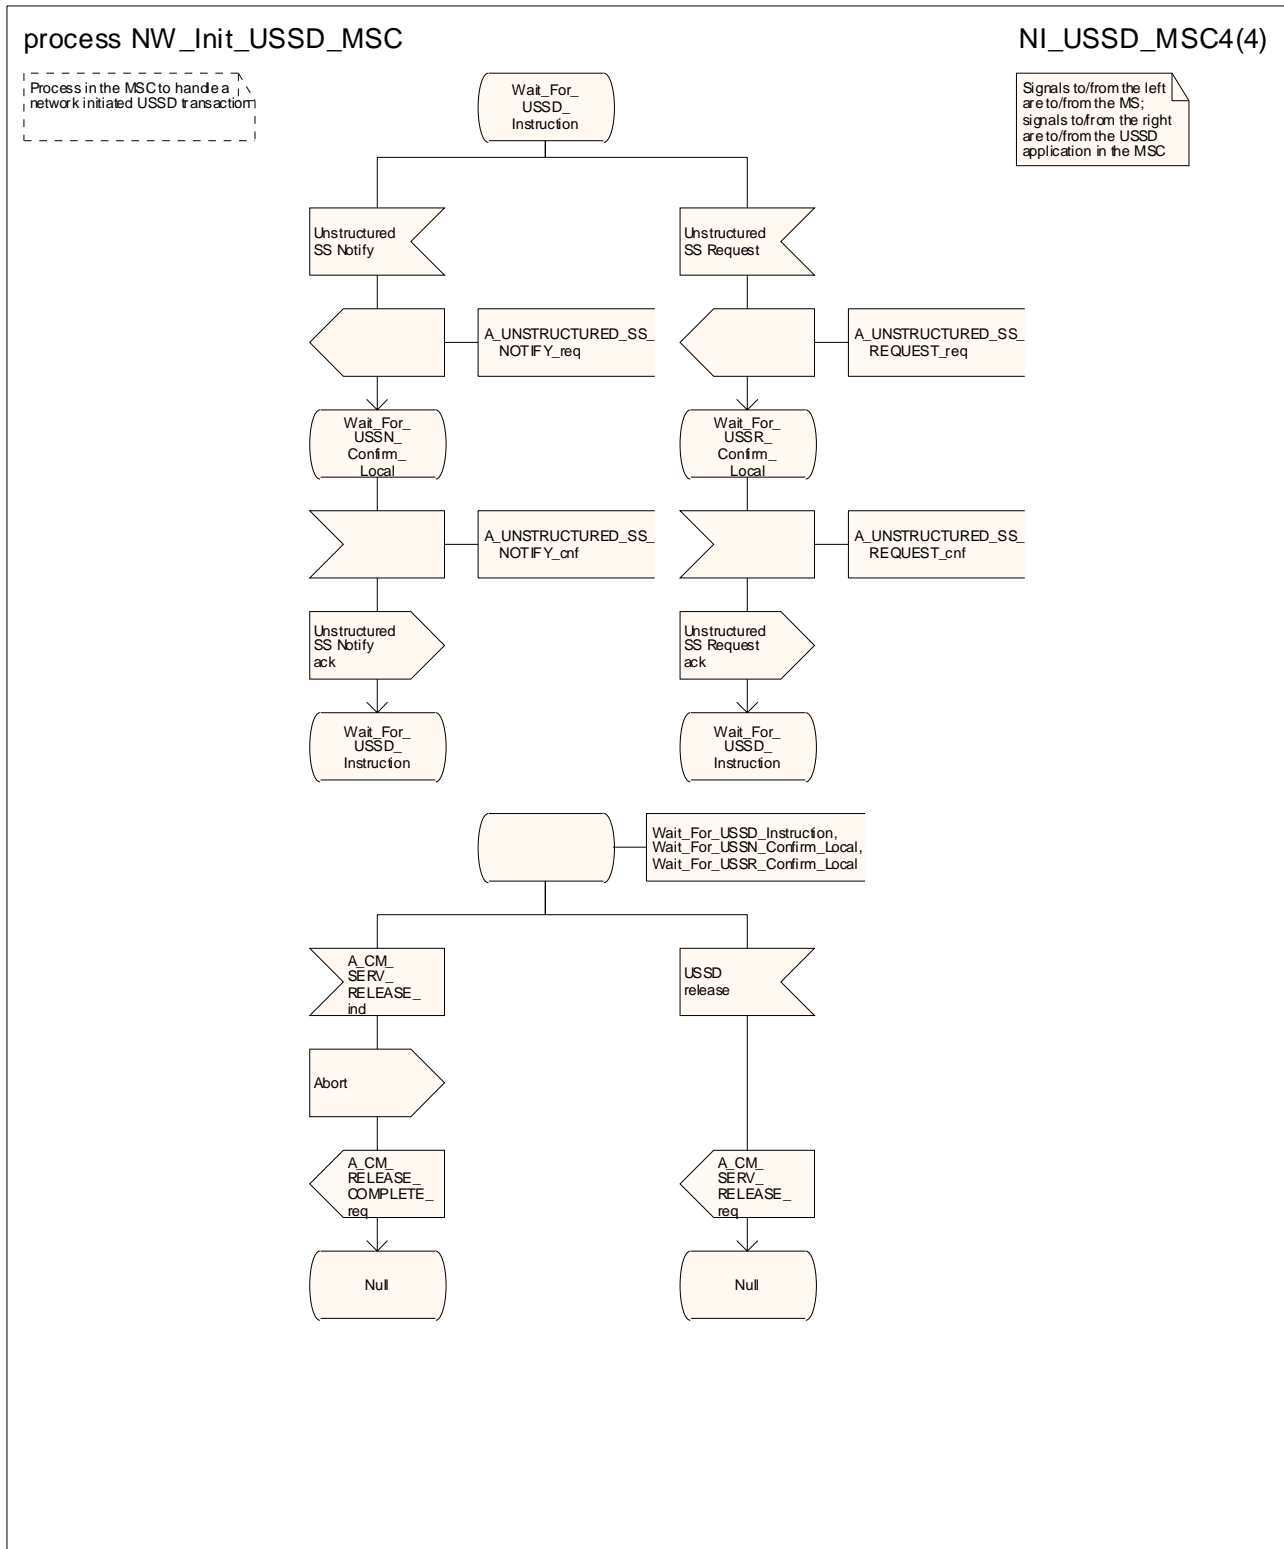 process NW_Init_USSD_MSC
NI_USSD_MSC4(4)
Process in the MSC to handle a
network initiated USSD transaction
Signals to/from the left
are to/from the MS;
signals to/from the right
are to/from the USSD
application in the MSC
Wait_For_
USSD_
Instruction
Unstructured
SS Notify
Unstructured
SS Request
A_UNSTRUCTURED_SS_
NOTIFY_req
A_UNSTRUCTURED_SS_
REQUEST_req
Wait_For_
USSN_
Confirm_
Local
Wait_For_
USSR_
Confirm_
Local
A_UNSTRUCTURED_SS_
NOTIFY_cnf
A_UNSTRUCTURED_SS_
REQUEST_cnf
Unstructured
SS Notify
ack
Unstructured
SS Request
ack
Wait_For_
USSD_
Instruction
Wait_For_
USSD_
Instruction
Wait_For_USSD_Instruction,
Wait_For_USSN_Confirm_Local,
Wait_For_USSR_Confirm_Local
A_CM_
SERV_
RELEASE_
ind
USSD
release
Abort
A_CM_
RELEASE_
COMPLETE_
req
A_CM_
SERV_
RELEASE_
req
Null
Null